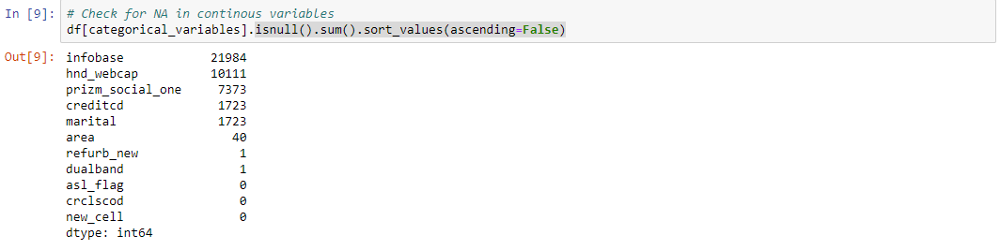 In [9]: # Check for NA in continous variables
df[categorical_variables].isnull().sum().sort_values(ascending=False)
Out[9]: infobase 21984
hnd_webcap 10111
prizm_social_one 7373
creditcd 1723
marital 1723
area 40
refurb_new 1
dualband 1
asl_flag 0
crclscod 0
new_cell 0
dtype: int64